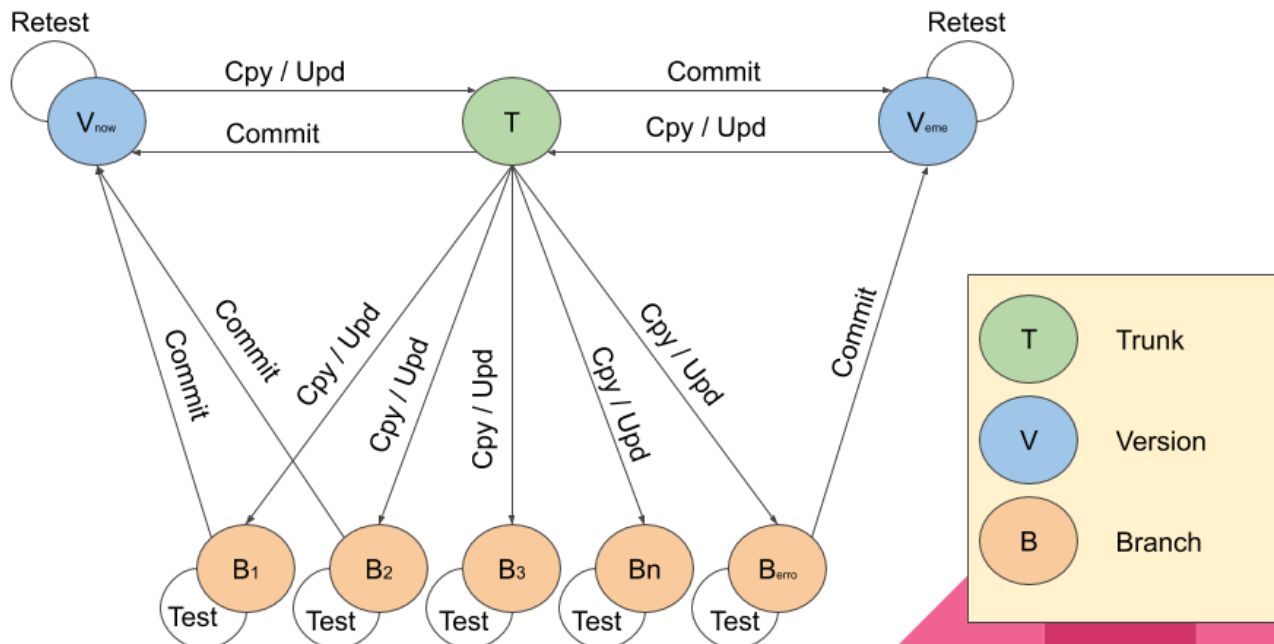 Retest
Retest
Cpy / Upd
Commit
Vnow
T
Veme
Commit
Cpy / Upd
Commit
Commit
Cpy / Upd
Cpy / Upd
Cpy / Upd
Cpy / Upd
Cpy / Upd
Commit
T
Trunk
V
Version
B
Branch
B1
B2
B3
Bn
Berro
Test
Test
Test
Test
Test